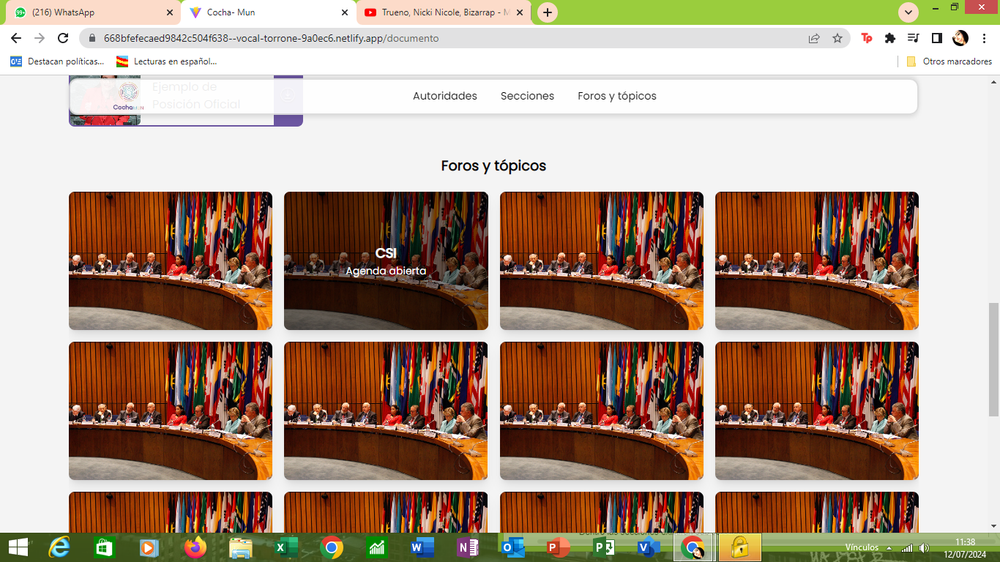 (216) WhatsApp
Cocha- Mun
Trueno, Nicki Nicole, Bizarrap - M
668bfefecaed9842c504f638--vocal-torrone-9a0ec6.netlify.app/documento
Destacan políticas...
Lecturas en español...
Otros marcadores
Ejemplo de
Posición Oficial
CochaMUN
Autoridades
Secciones
Foros y tópicos
Foros y tópicos
CSI
Agenda abierta
Vínculos
11:38
12/07/2024